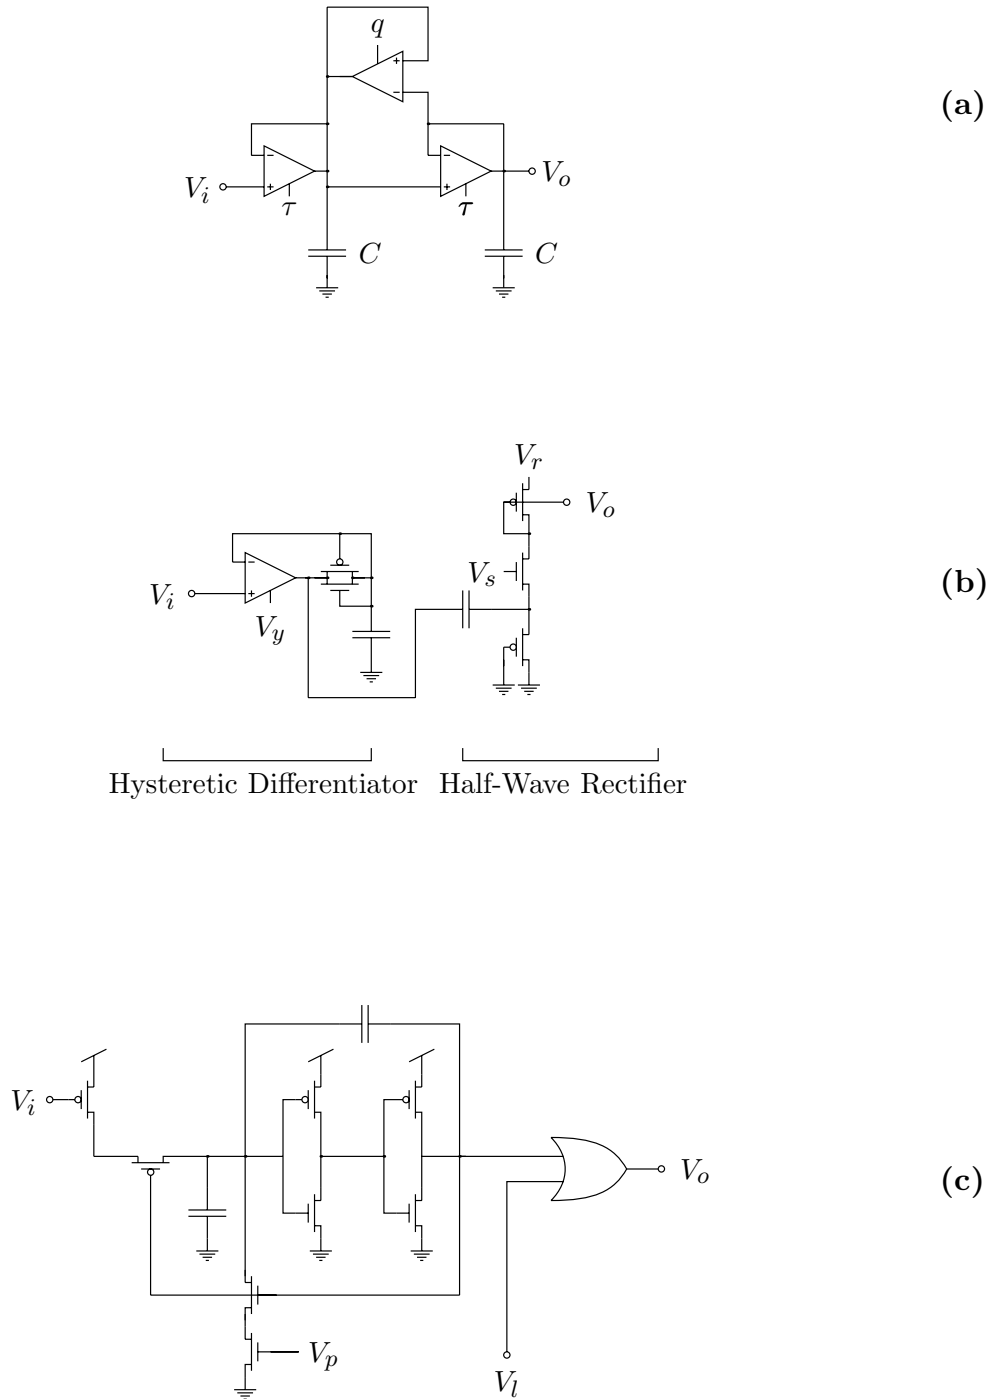 q
(a)
V_i
τ
τ
V_o
C
C
V_r
V_o
V_s
V_i
V_y
(b)
Hysteretic Differentiator
Half-Wave Rectifier
V_i
V_o
(c)
V_p
V_l